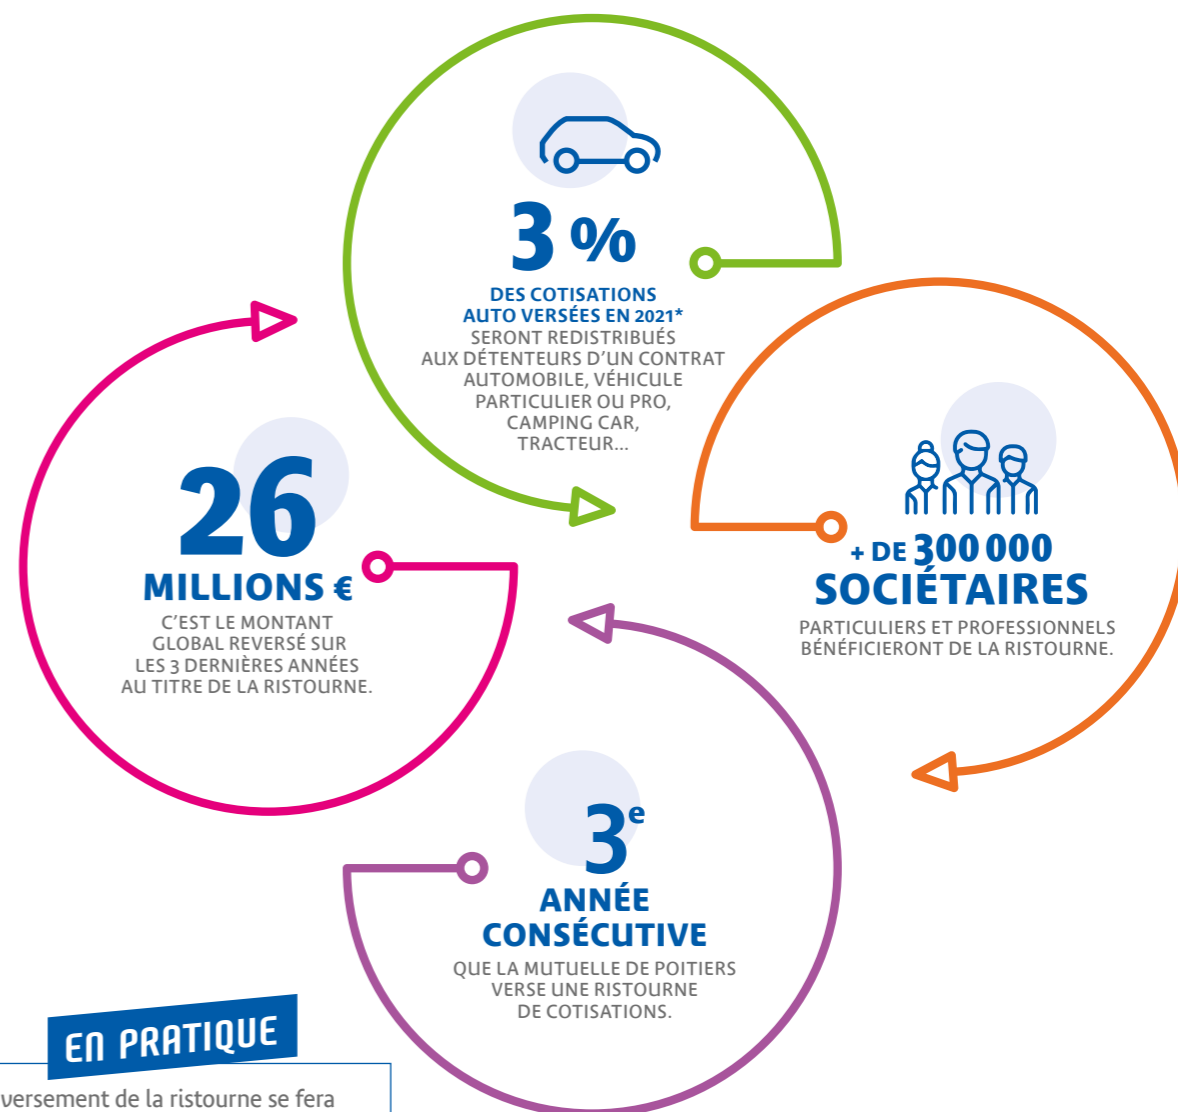 3 %
DES COTISATIONS
AUTO VERSÉES EN 2021*
SERONT REDISTRIBUÉS
AUX DÉTENTEURS D'UN CONTRAT
AUTOMOBILE, VÉHICULE
PARTICULIER OU PRO,
CAMPING CAR,
TRACTEUR...
+ DE 300 000
SOCIÉTAIRES
PARTICULIERS ET PROFESSIONNELS
BÉNÉFICIERONT DE LA RISTOURNE.
26
MILLIONS €
C'EST LE MONTANT
GLOBAL REVERSÉ SUR
LES 3 DERNIÈRES ANNÉES
AU TITRE DE LA RISTOURNE.
3e
ANNÉE
CONSÉCUTIVE
QUE LA MUTUELLE DE POITIERS
VERSE UNE RISTOURNE
DE COTISATIONS.
EN PRATIQUE
versement de la ristourne se fera